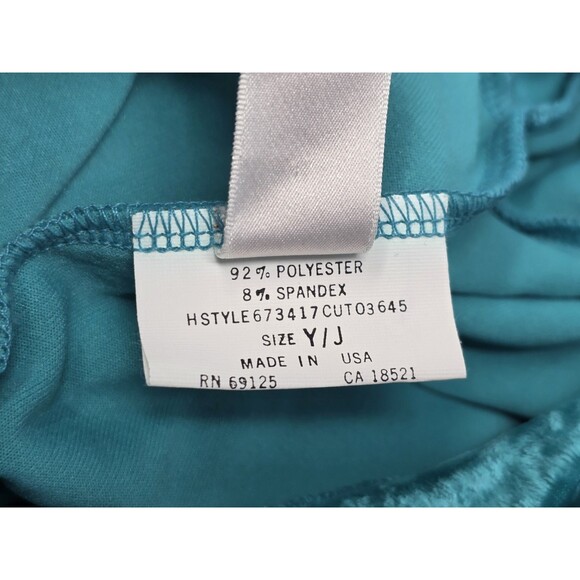 92% POLYESTER
8% SPANDEX
HSTYLE673417CUT03645
SIZE Y/J
MADE IN USA
RN 69125 CA 18521